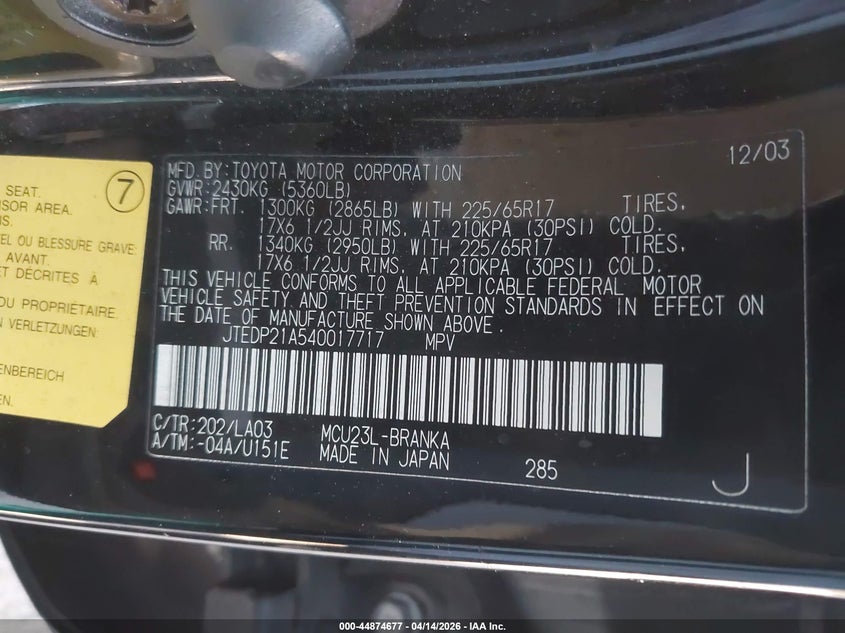 7
SEAT.
SOR AREA.
EL OU BLESSURE GRAVE
AVANT.
ET DÉCRITES À
DU PROPRIÉTAIRE
EN VERLETZUNGEN
ENBEREICH
EN.
12/03
MFD. BY: TOYOTA MOTOR CORPORATION
GVWR: 2430KG (5360LB)
GAWR: FRT. 1300KG (2865LB) WITH 225/65R17 TIRES,
17X6 1/2JJ RIMS, AT 210KPA (30PSI) COLD.
RR. 1340KG (2950LB) WITH 225/65R17 TIRES,
17X6 1/2JJ RIMS, AT 210KPA (30PSI) COLD.
THIS VEHICLE CONFORMS TO ALL APPLICABLE FEDERAL MOTOR
VEHICLE SAFETY AND THEFT PREVENTION STANDARDS IN EFFECT ON
THE DATE OF MANUFACTURE SHOWN ABOVE.
JTEDP21A540017717 MPV
C/TR: 202/LA03 MCU23L-BRANKA
A/TM: -04A/U151E MADE IN JAPAN 285 J
000-44874677 - 04/14/2026 - IAA Inc.